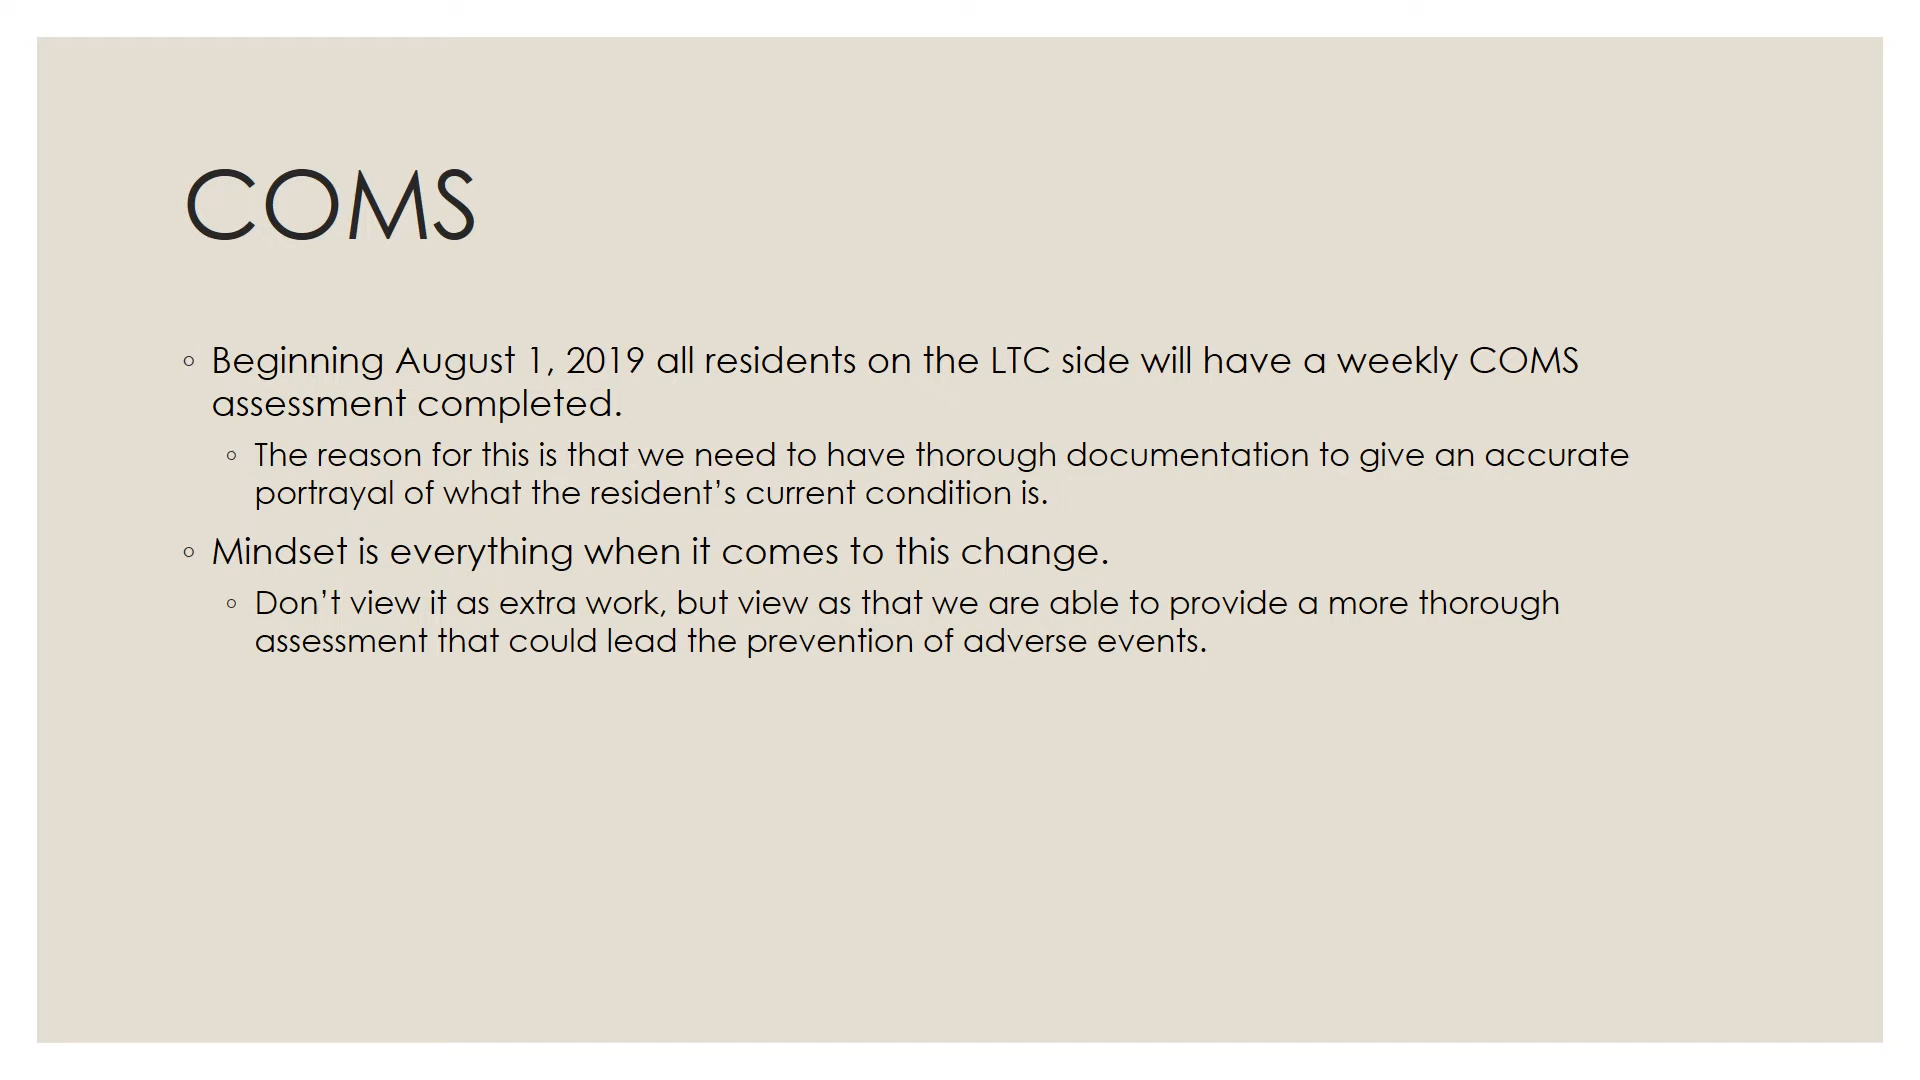 COMS
◦ Beginning August 1, 2019 all residents on the LTC side will have a weekly COMS
assessment completed.
◦ The reason for this is that we need to have thorough documentation to give an accurate
portrayal of what the resident’s current condition is.
◦ Mindset is everything when it comes to this change.
◦ Don’t view it as extra work, but view as that we are able to provide a more thorough
assessment that could lead the prevention of adverse events.